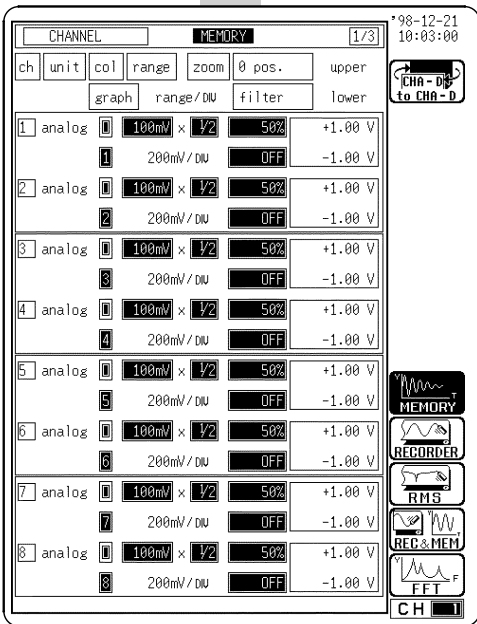 '98-12-21
CHANNEL MEMORY 1/3 10:03:00
ch unit col range zoom 0 pos. upper
graph range/DIV filter lower
CHA-D
to CHA-D
1 analog 100mV × 1/2 50% +1.00 V
1 200mV/DIV OFF -1.00 V
2 analog 100mV × 1/2 50% +1.00 V
2 200mV/DIV OFF -1.00 V
3 analog 100mV × 1/2 50% +1.00 V
3 200mV/DIV OFF -1.00 V
4 analog 100mV × 1/2 50% +1.00 V
4 200mV/DIV OFF -1.00 V
5 analog 100mV × 1/2 50% +1.00 V
5 200mV/DIV OFF -1.00 V
6 analog 100mV × 1/2 50% +1.00 V
6 200mV/DIV OFF -1.00 V
7 analog 100mV × 1/2 50% +1.00 V
7 200mV/DIV OFF -1.00 V
8 analog 100mV × 1/2 50% +1.00 V
8 200mV/DIV OFF -1.00 V
Y T
MEMORY
RECORDER
RMS
Y T
REC&MEM
Y F
FFT
CH 1